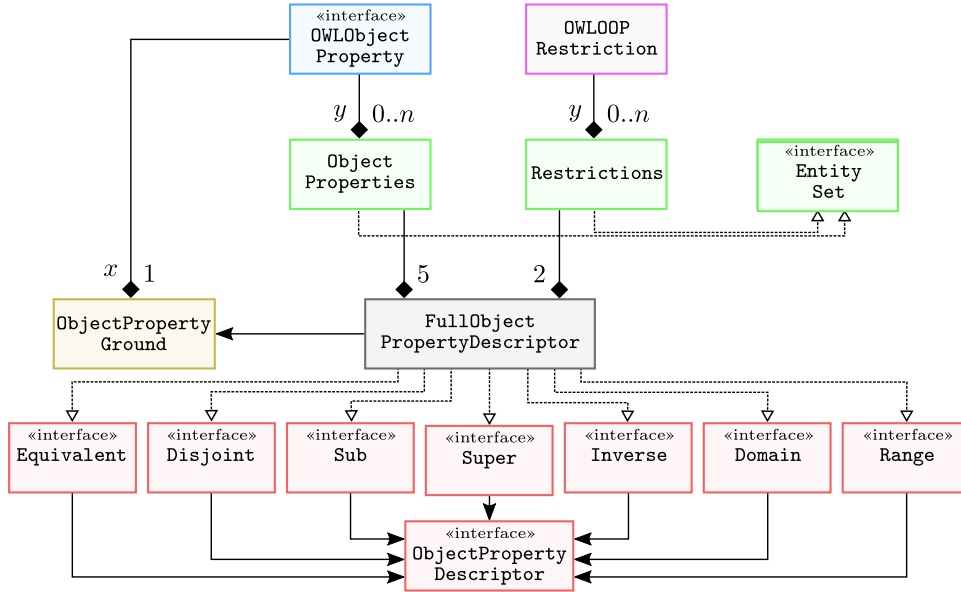 «interface»
OWLObject
Property
OWLOOP
Restriction
y
0..n
y
0..n
Object
Properties
Restrictions
«interface»
Entity
Set
x
1
5
2
ObjectProperty
Ground
FullObject
PropertyDescriptor
«interface»
Equivalent
«interface»
Disjoint
«interface»
Sub
«interface»
Super
«interface»
Inverse
«interface»
Domain
«interface»
Range
«interface»
ObjectProperty
Descriptor